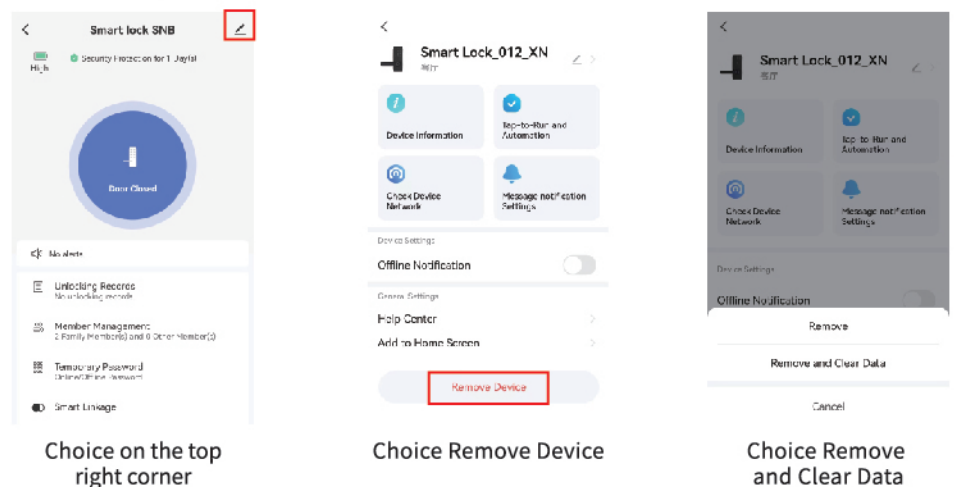 Smart lock SNB
High
Security Protection for 1 Day(s)
Door Closed
No alerts
Unlocking Records
No unlocking records
Member Management
2 Family Member(s) and 0 Other Member(s)
Temporary Password
Online/Offline Password
Smart Linkage
Choice on the top
right corner
Smart Lock_012_XN
客厅
Device Information
Tap-to-Run and
Automation
Check Device
Network
Message notification
Settings
Device Settings
Offline Notification
General Settings
Help Center
Add to Home Screen
Remove Device
Choice Remove Device
Smart Lock_012_XN
客厅
Device Information
Tap-to-Run and
Automation
Check Device
Network
Message notification
Settings
Device Settings
Offline Notification
Remove
Remove and Clear Data
Cancel
Choice Remove
and Clear Data